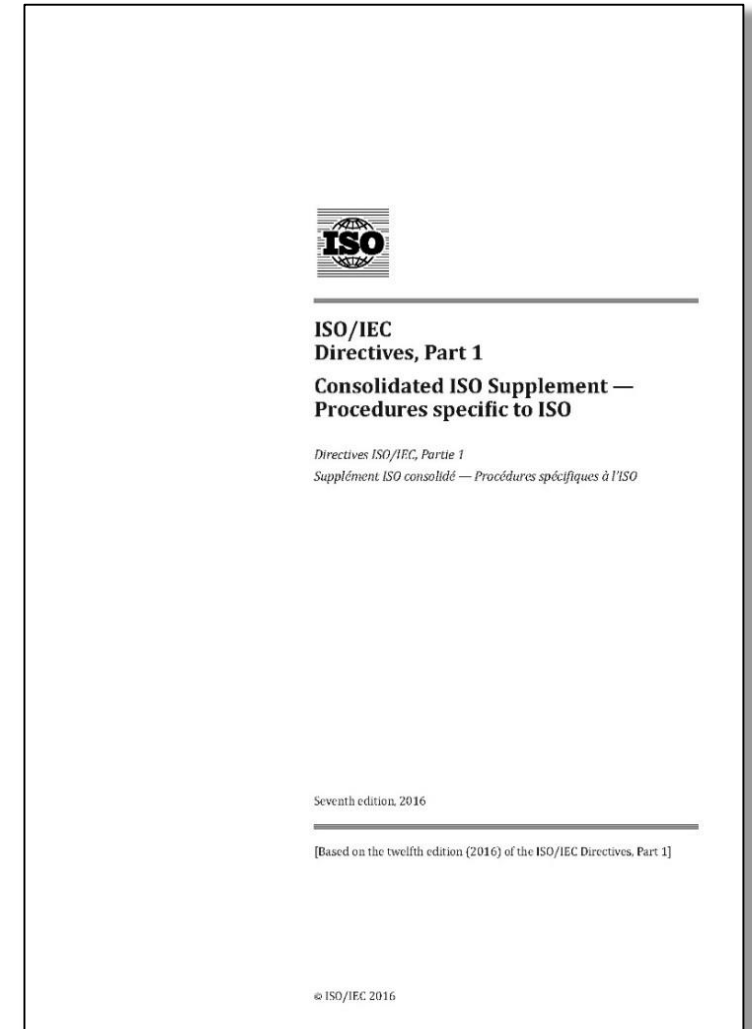 ISO
ISO/IEC
Directives, Part 1
Consolidated ISO Supplement —
Procedures specific to ISO
Directives ISO/IEC, Partie 1
Supplément ISO consolidé — Procédures spécifiques à l'ISO
Seventh edition, 2016
[Based on the twelfth edition (2016) of the ISO/IEC Directives, Part 1]
© ISO/IEC 2016